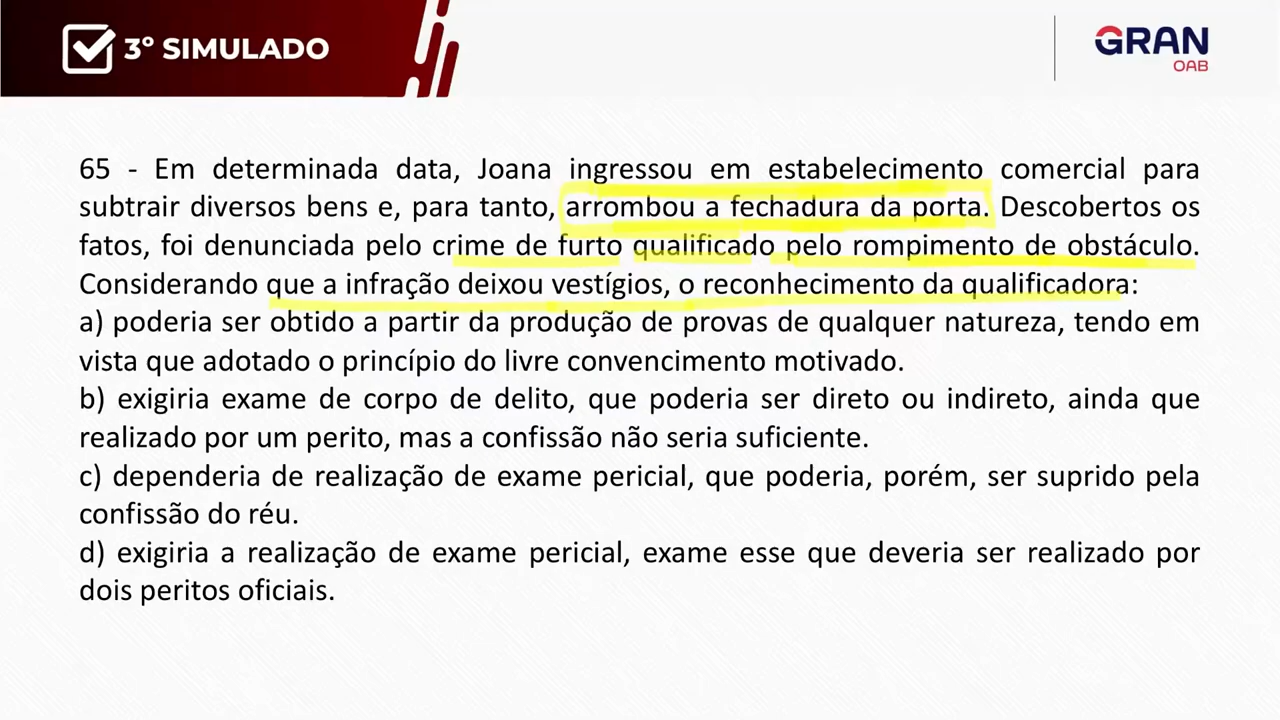 3º SIMULADO
GRAN
OAB
65 - Em determinada data, Joana ingressou em estabelecimento comercial para
subtrair diversos bens e, para tanto, arrombou a fechadura da porta. Descobertos os
fatos, foi denunciada pelo crime de furto qualificado pelo rompimento de obstáculo.
Considerando que a infração deixou vestígios, o reconhecimento da qualificadora:
a) poderia ser obtido a partir da produção de provas de qualquer natureza, tendo em
vista que adotado o princípio do livre convencimento motivado.
b) exigiria exame de corpo de delito, que poderia ser direto ou indireto, ainda que
realizado por um perito, mas a confissão não seria suficiente.
c) dependeria de realização de exame pericial, que poderia, porém, ser suprido pela
confissão do réu.
d) exigiria a realização de exame pericial, exame esse que deveria ser realizado por
dois peritos oficiais.